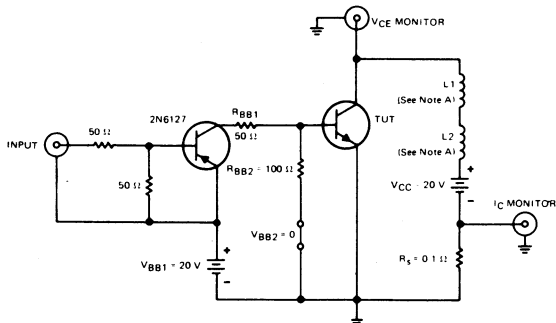 VCE MONITOR
2N6127
RBB1
50 Ω
TUT
L1
(See Note A)
L2
(See Note A)
INPUT
50 Ω
50 Ω
RBB2 = 100 Ω
VCC - 20 V
+
-
IC MONITOR
VBB2 = 0
+
VBB1 = 20 V
-
Rs = 0.1 Ω